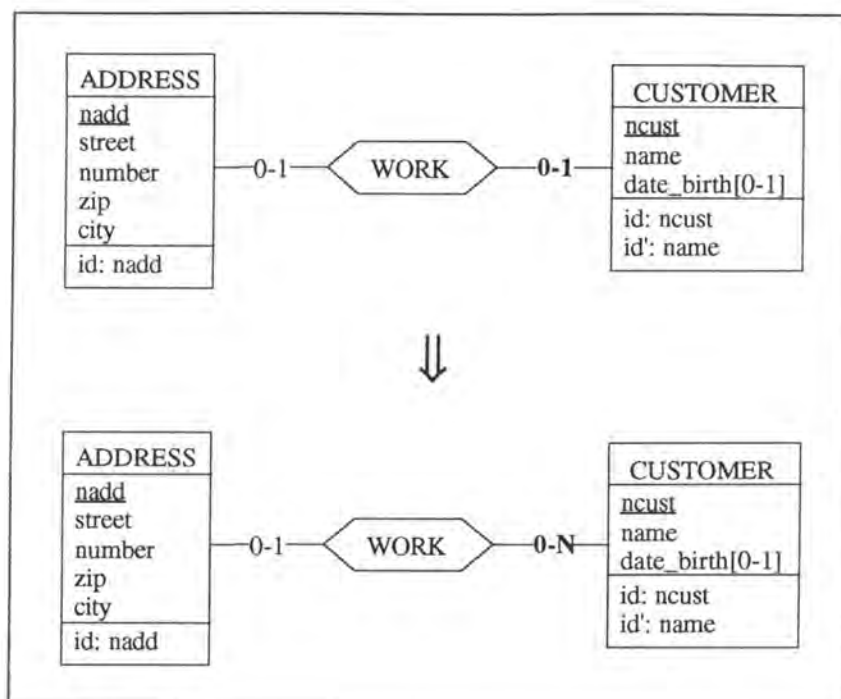 ADDRESS
nadd
street
number
zip
city
id: nadd
0-1
WORK
0-1
CUSTOMER
ncust
name
date_birth[0-1]
id: ncust
id': name
⇓
ADDRESS
nadd
street
number
zip
city
id: nadd
0-1
WORK
0-N
CUSTOMER
ncust
name
date_birth[0-1]
id: ncust
id': name